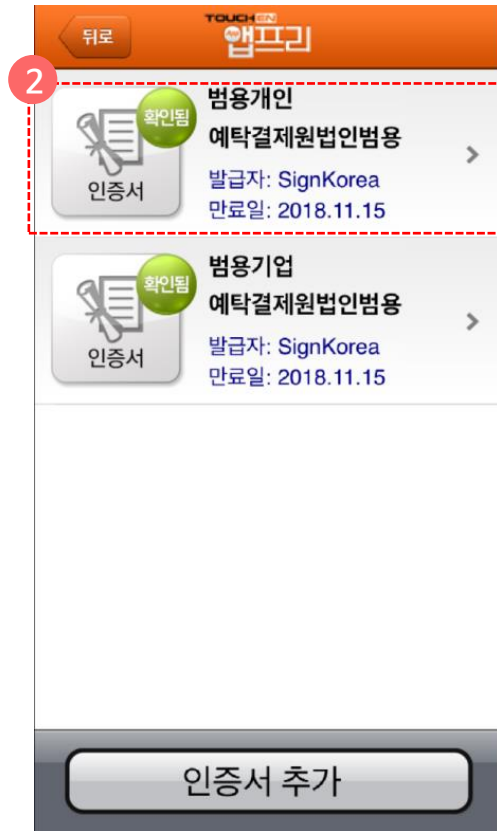 뒤로
TOUCHEN
앱프리
2
확인됨
인증서
범용개인
예탁결제원법인범용
발급자: SignKorea
만료일: 2018.11.15
확인됨
인증서
범용기업
예탁결제원법인범용
발급자: SignKorea
만료일: 2018.11.15
인증서 추가